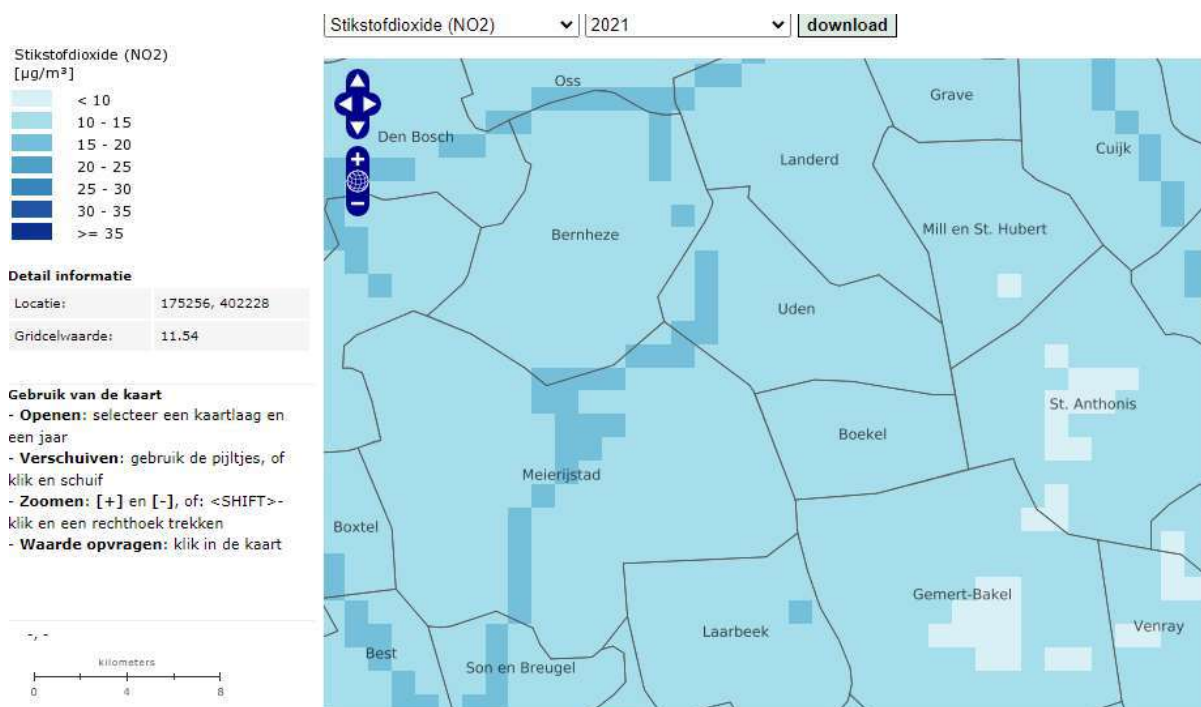 Stikstofdioxide (NO2)
2021
download
Stikstofdioxide (NO2)
[µg/m³]
< 10
10 - 15
15 - 20
20 - 25
25 - 30
30 - 35
>= 35
Detail informatie
Locatie: 175256, 402228
Gridcelwaarde: 11.54
Gebruik van de kaart
- Openen: selecteer een kaartlaag en
een jaar
- Verschuiven: gebruik de pijltjes, of
klik en schuif
- Zoomen: [+] en [-], of: <SHIFT>-
klik en een rechthoek trekken
- Waarde opvragen: klik in de kaart
-, -
kilometers
0 4 8
Oss
Grave
Den Bosch
Cuijk
Landerd
Bernheze
Mill en St. Hubert
Uden
St. Anthonis
Boekel
Meierijstad
Boxtel
Gemert-Bakel
Laarbeek
Venray
Best
Son en Breugel